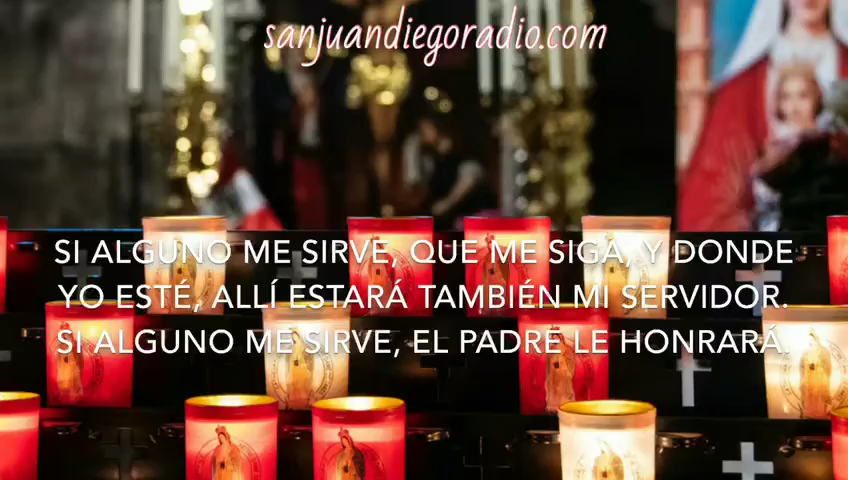 sanjuandiegoradio.com
SI ALGUNO ME SIRVE, QUE ME SIGA, Y DONDE
YO ESTÉ, ALLÍ ESTARÁ TAMBIÉN MI SERVIDOR.
SI ALGUNO ME SIRVE, EL PADRE LE HONRARÁ.